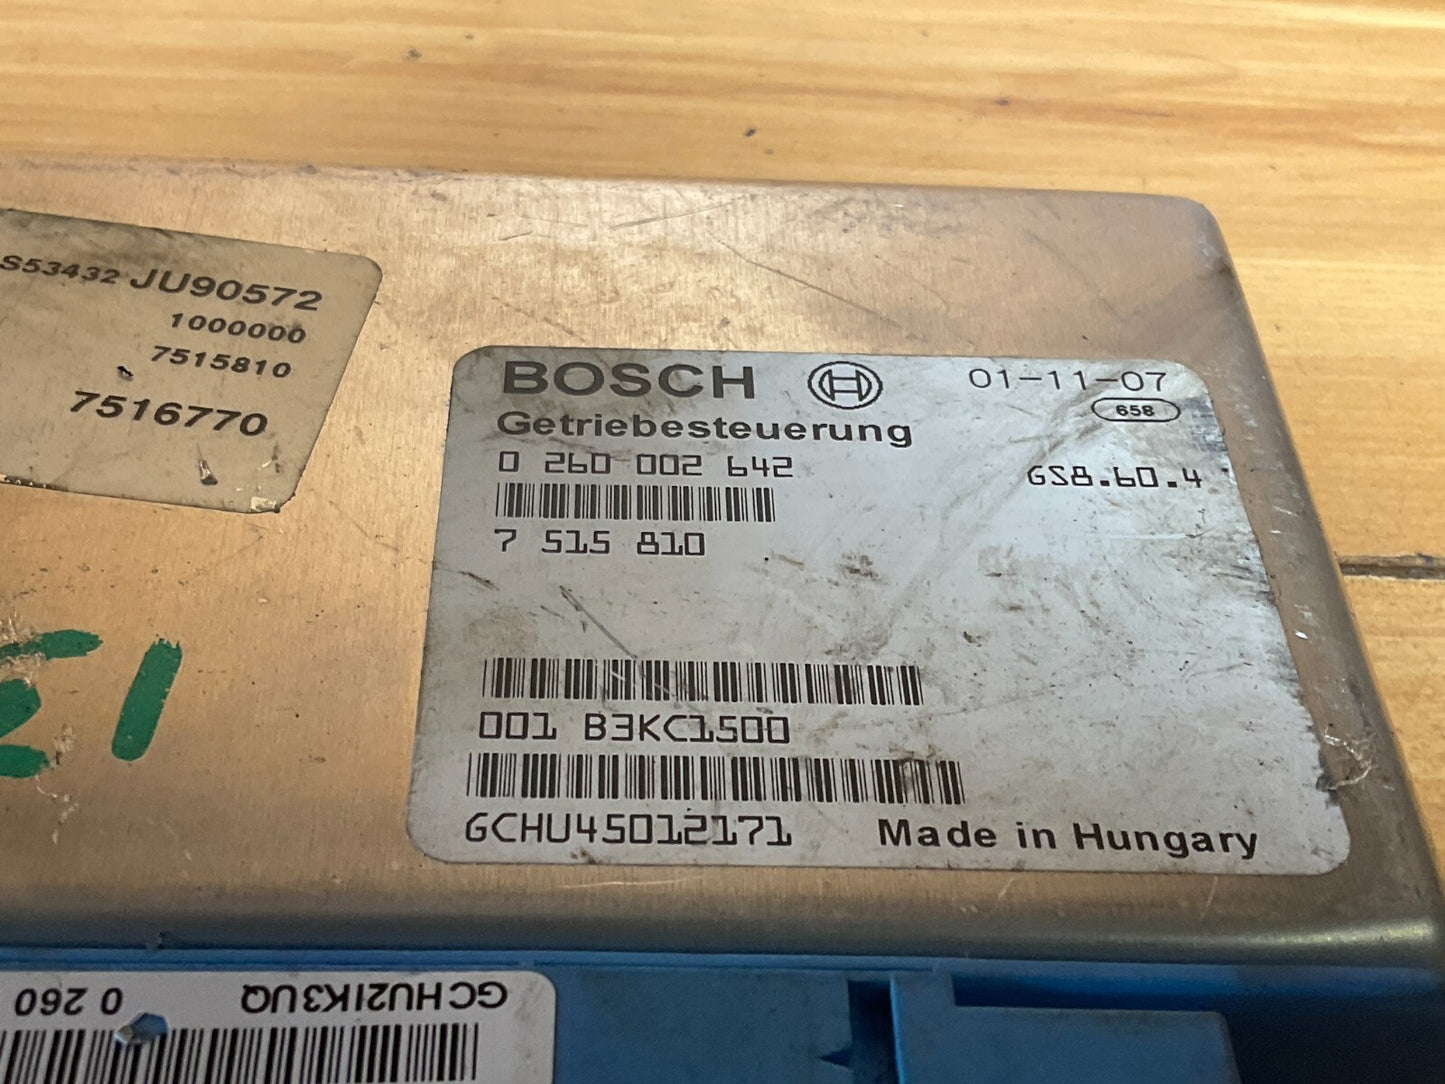 S53432 JU90572
1000000
7515810
7516770
BOSCH
01-11-07
658
Getriebesteuerung
0 260 002 642
GS8.60.4
7 515 810
001 B3KC1500
GCHU45012171
Made in Hungary
GCHU21K3UQ 0 260
13